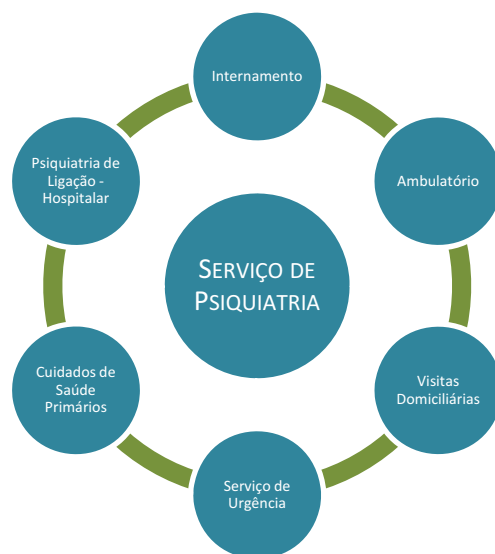 Internamento
Psiquiatria de
Ligação -
Hospitalar
Ambulatório
SERVIÇO DE
PSIQUIATRIA
Cuidados de
Saúde
Primários
Visitas
Domiciliárias
Serviço de
Urgência